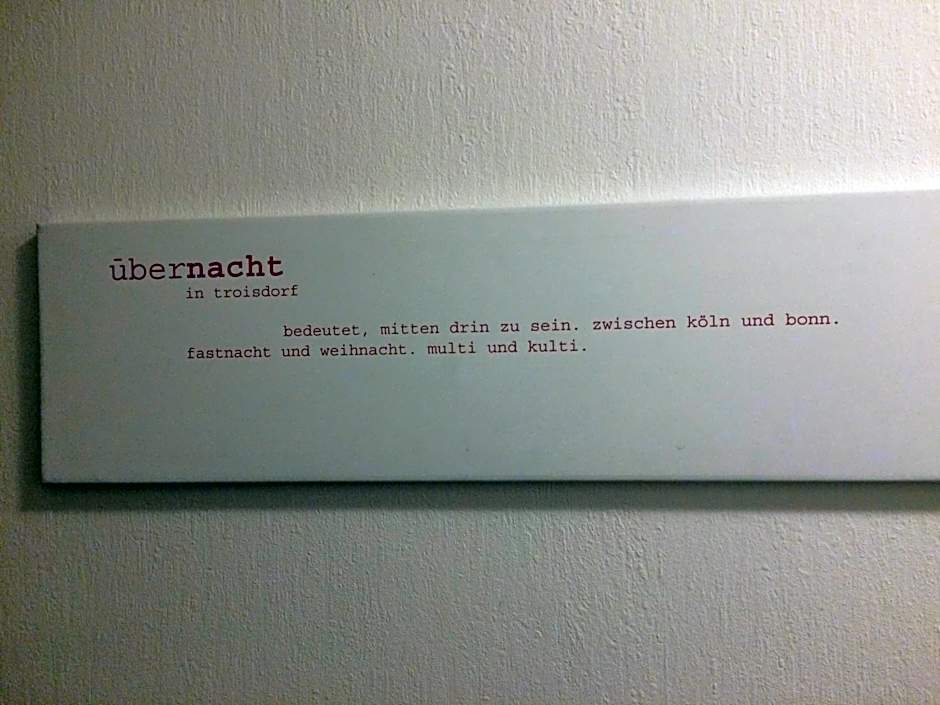 übernacht
in troisdorf
bedeutet, mitten drin zu sein. zwischen köln und bonn.
fastnacht und weihnacht. multi und kulti.